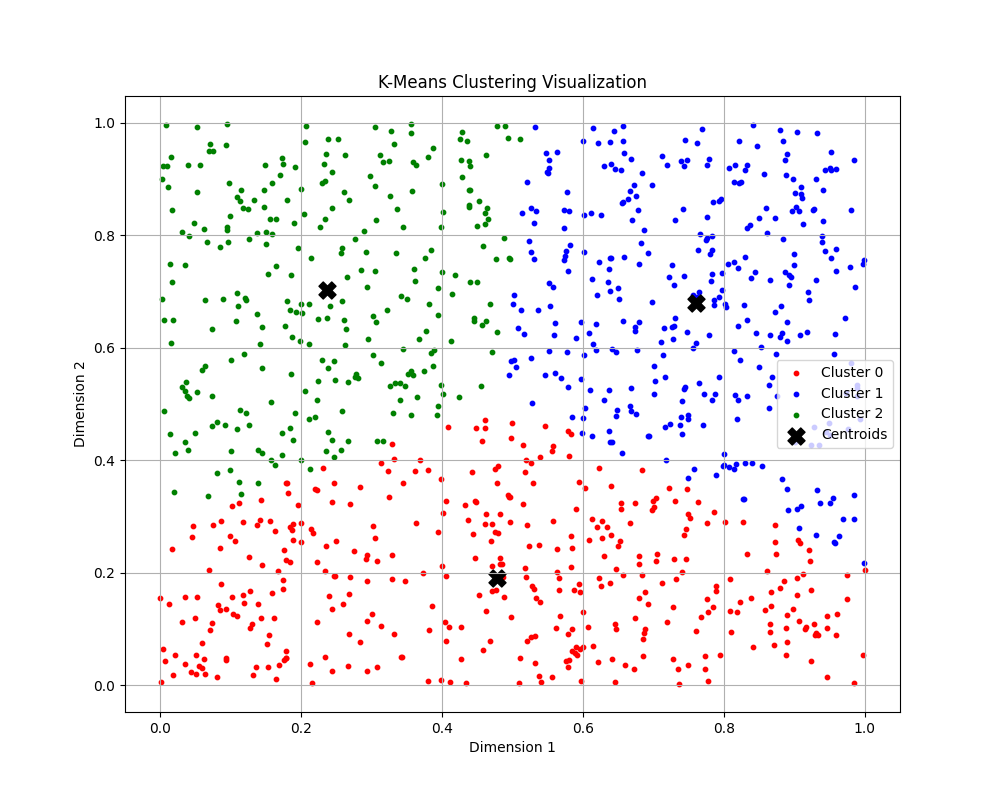 K-Means Clustering Visualization
Dimension 2
1.0
0.8
0.6
0.4
0.2
0.0
Cluster 0
Cluster 1
Cluster 2
Centroids
0.0 0.2 0.4 0.6 0.8 1.0
Dimension 1